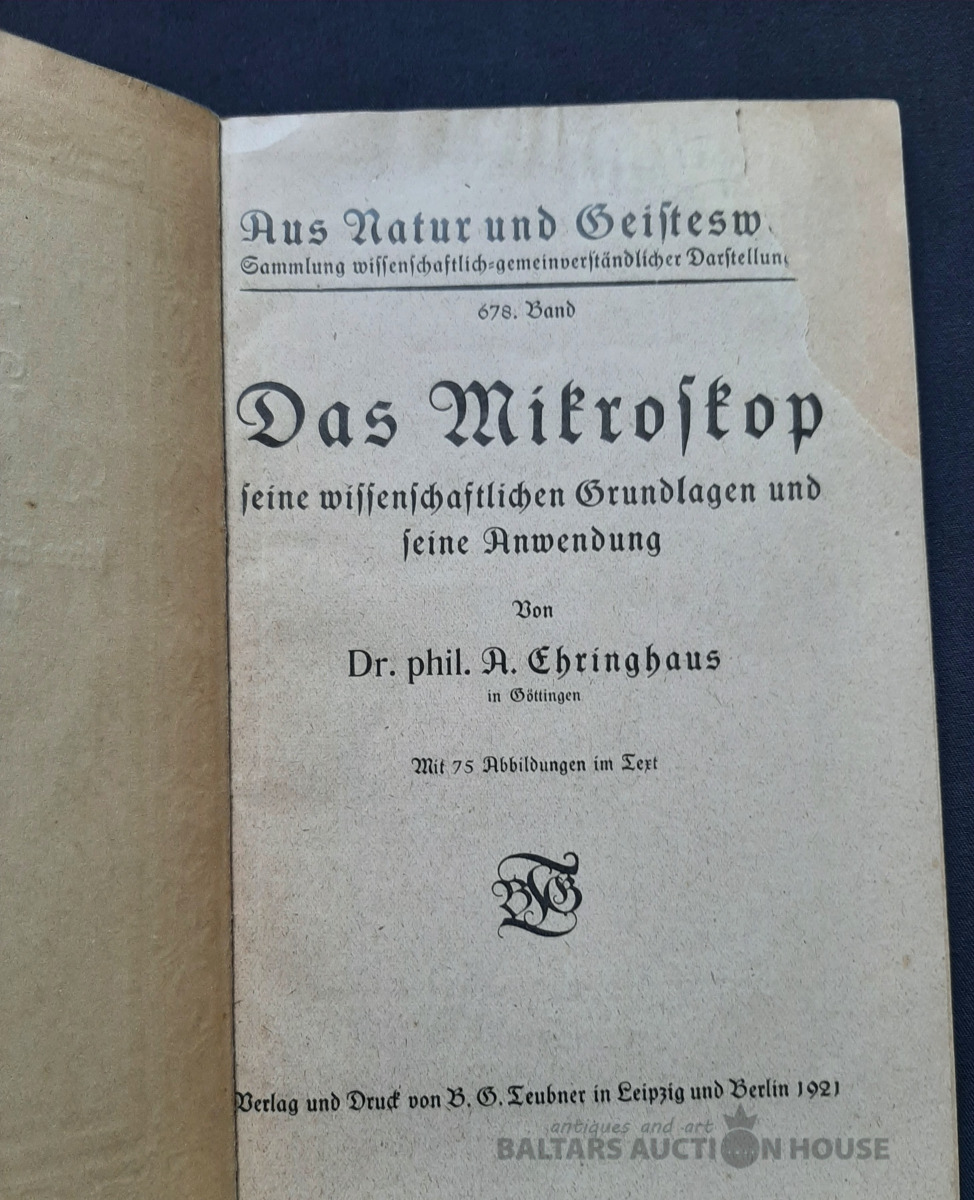 Aus Natur und Geistesw
Sammlung wissenschaftlich-gemeinverständlicher Darstellun
678. Band
Das Mikroskop
seine wissenschaftlichen Grundlagen und
seine Anwendung
Von
Dr. phil. A. Ehringhaus
in Göttingen
Mit 75 Abbildungen im Text
BTG
Verlag und Druck von B. G. Teubner in Leipzig und Berlin 1921
antiques and art
BALTARS AUCTION HOUSE